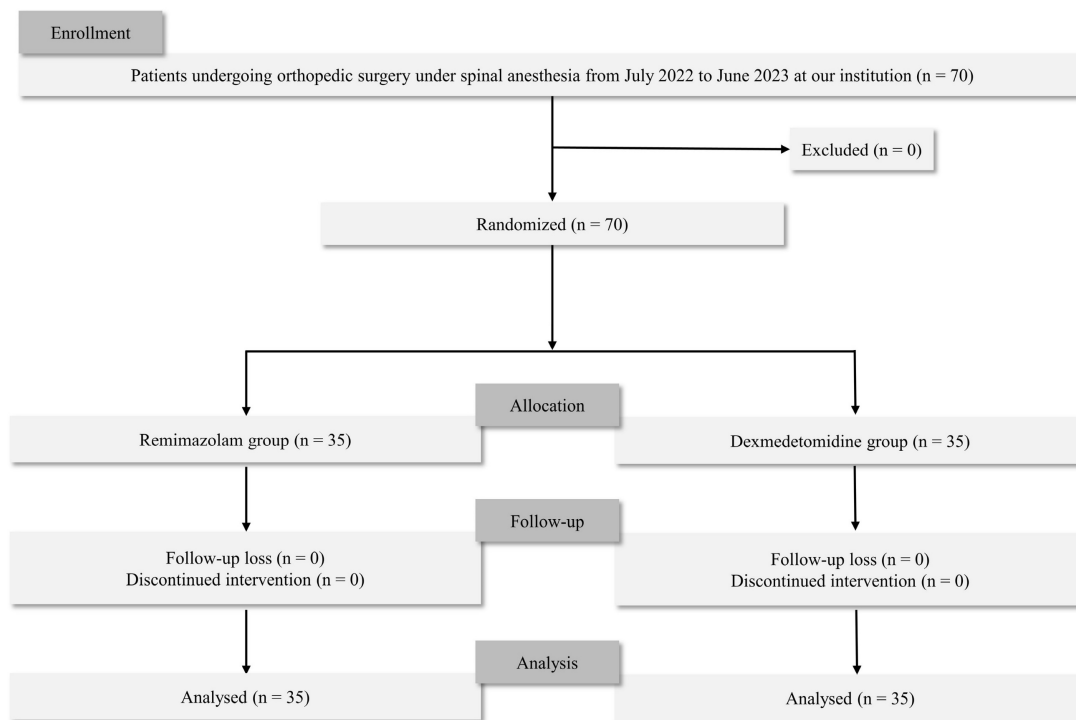 Enrollment
Patients undergoing orthopedic surgery under spinal anesthesia from July 2022 to June 2023 at our institution (n = 70)
Excluded (n = 0)
Randomized (n = 70)
Allocation
Remimazolam group (n = 35)
Dexmedetomidine group (n = 35)
Follow-up
Follow-up loss (n = 0)
Discontinued intervention (n = 0)
Follow-up loss (n = 0)
Discontinued intervention (n = 0)
Analysis
Analysed (n = 35)
Analysed (n = 35)